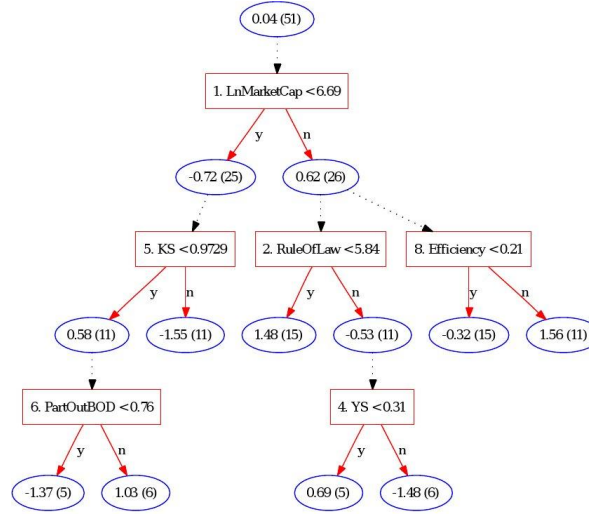 0.04 (51)
1. LnMarketCap <6.69
y n
-0.72 (25) 0.62 (26)
5. KS <0.9729 2. RuleOfLaw <5.84 8. Efficiency <0.21
y n y n y n
0.58 (11) -1.55 (11) 1.48 (15) -0.53 (11) -0.32 (15) 1.56 (11)
6. PartOutBOD <0.76 4. YS <0.31
y n y n
-1.37 (5) 1.03 (6) 0.69 (5) -1.48 (6)